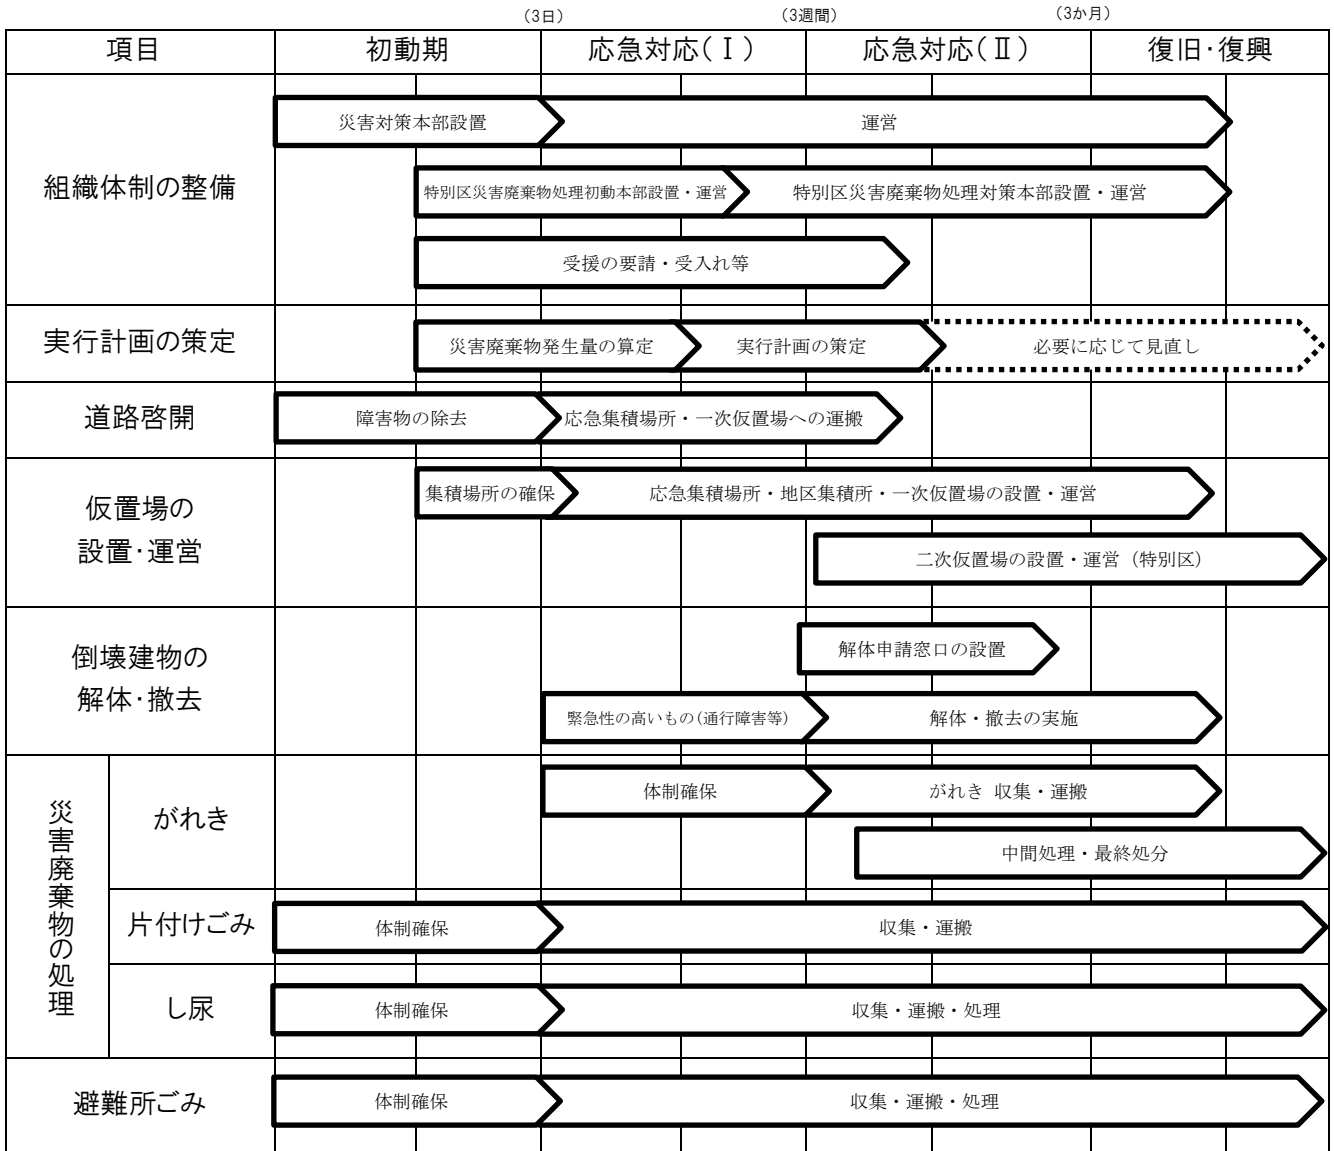 (3日)
(3週間)
(3か月)
項目
初動期
応急対応(Ⅰ)
応急対応(Ⅱ)
復旧・復興
組織体制の整備
災害対策本部設置
運営
特別区災害廃棄物処理初動本部設置・運営
特別区災害廃棄物処理対策本部設置・運営
受援の要請・受入れ等
実行計画の策定
災害廃棄物発生量の算定
実行計画の策定
必要に応じて見直し
道路啓開
障害物の除去
応急集積場所・一次仮置場への運搬
仮置場の
設置・運営
集積場所の確保
応急集積場所・地区集積所・一次仮置場の設置・運営
二次仮置場の設置・運営（特別区）
倒壊建物の
解体・撤去
解体申請窓口の設置
緊急性の高いもの(通行障害等)
解体・撤去の実施
災害廃棄物の処理
がれき
体制確保
がれき 収集・運搬
中間処理・最終処分
片付けごみ
体制確保
収集・運搬
し尿
体制確保
収集・運搬・処理
避難所ごみ
体制確保
収集・運搬・処理